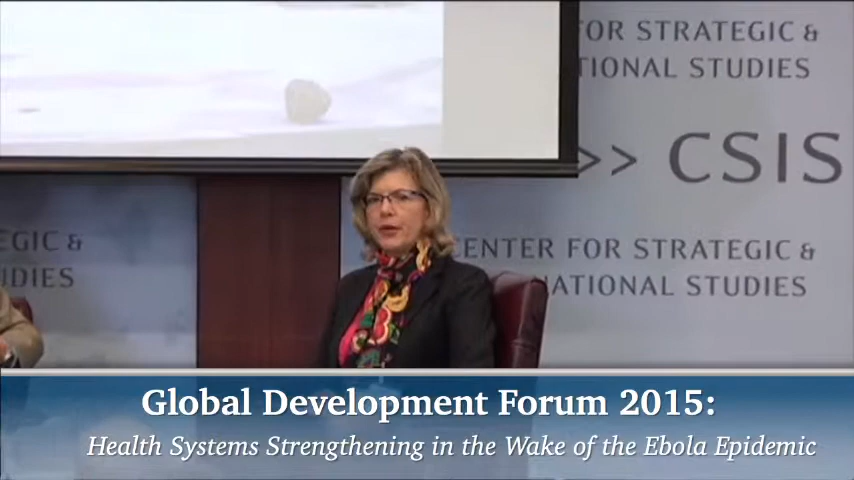 FOR STRATEGIC &
TIONAL STUDIES
>> CSIS
EGIC &
UDIES
CENTER FOR STRATEGIC &
NATIONAL STUDIES
Global Development Forum 2015:
Health Systems Strengthening in the Wake of the Ebola Epidemic